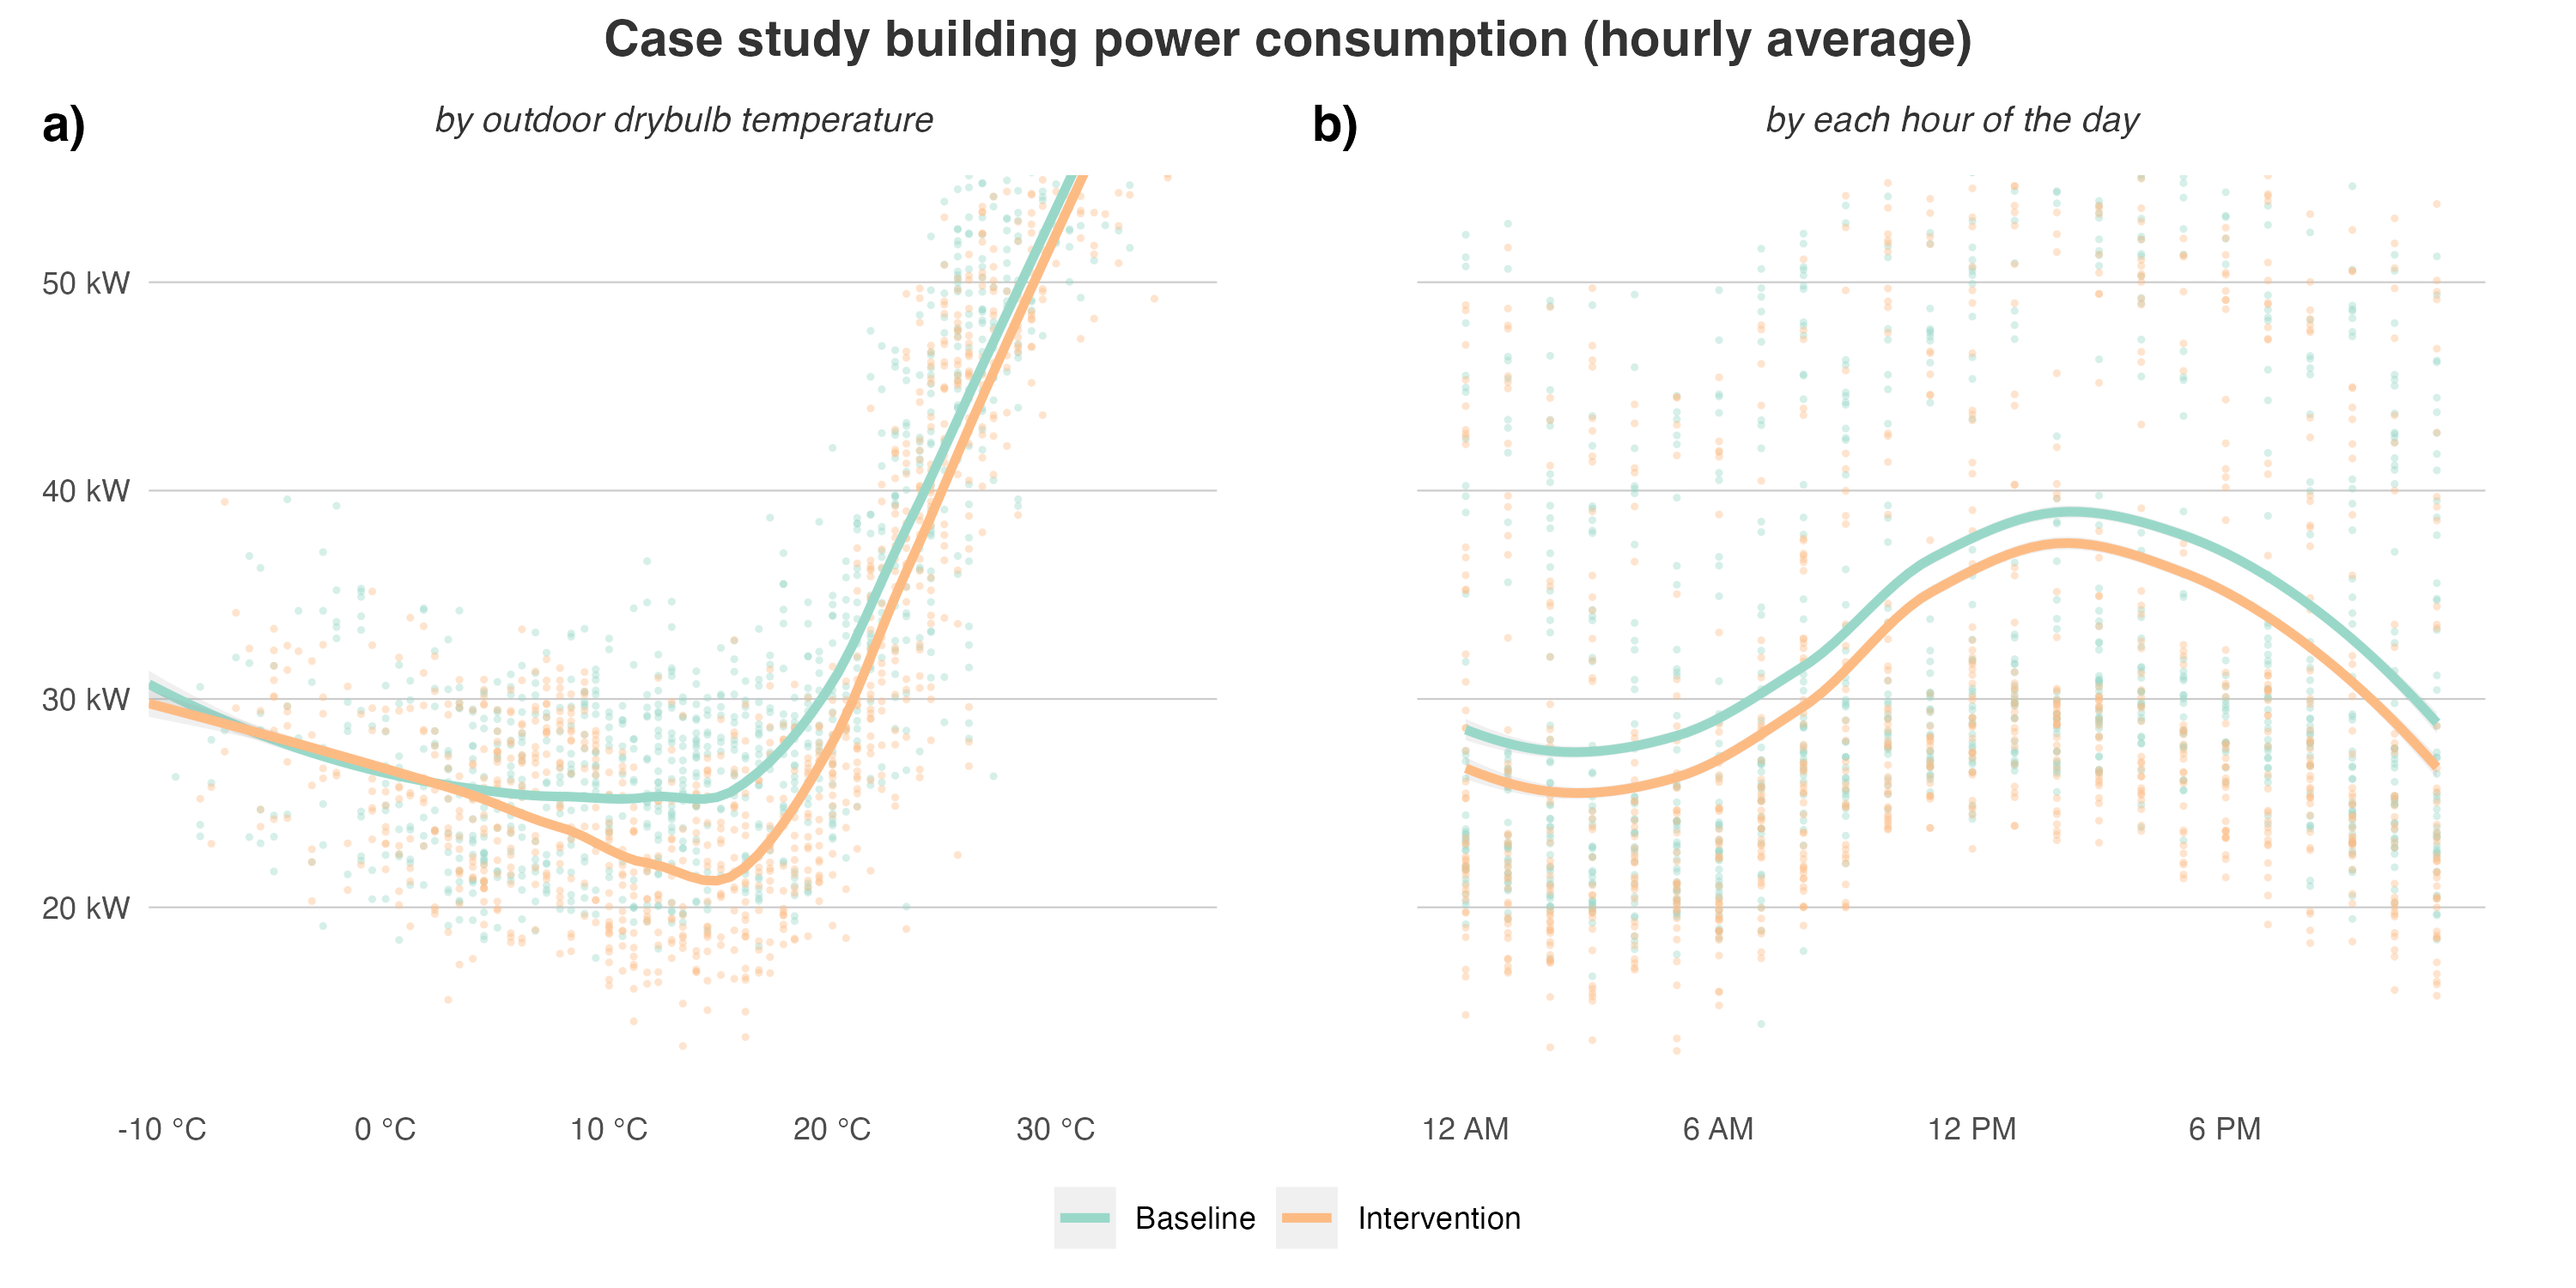 Case study building power consumption (hourly average)
a)
by outdoor drybulb temperature
50 kW
40 kW
30 kW
20 kW
-10 °C
0 °C
10 °C
20 °C
30 °C
b)
by each hour of the day
12 AM
6 AM
12 PM
6 PM
Baseline
Intervention